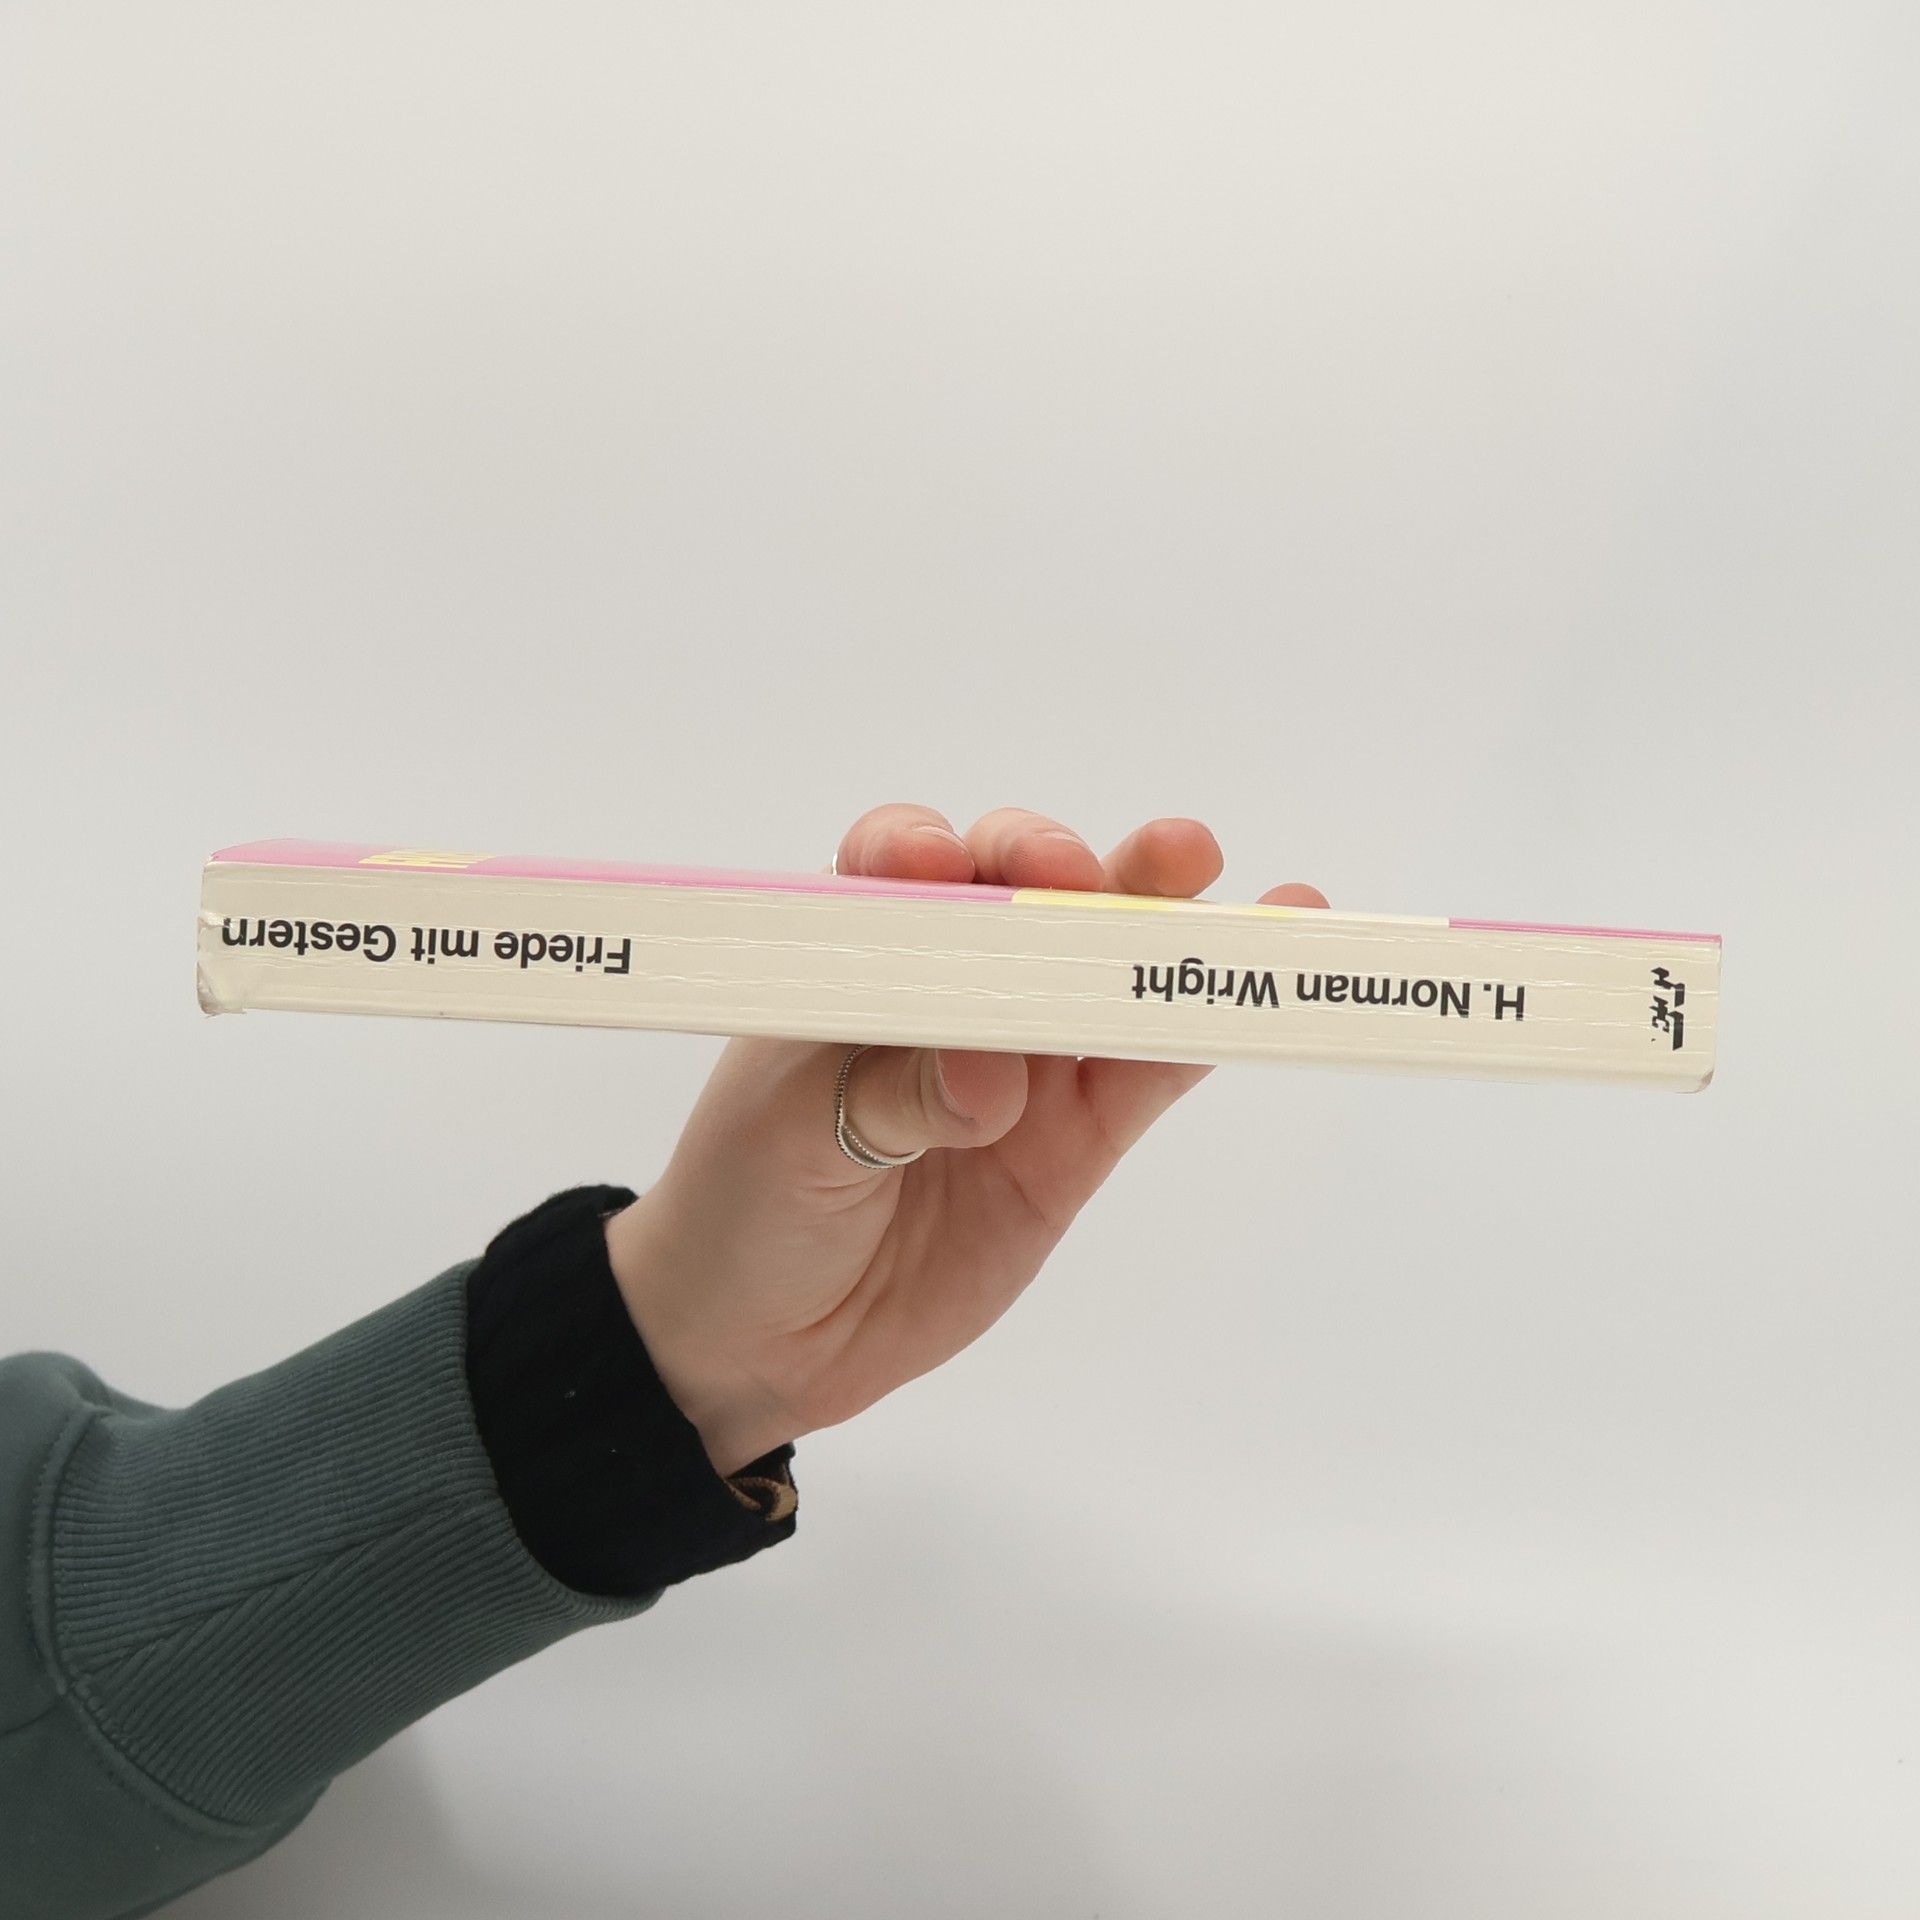 H. Norman Wright
Friede mit Gestern